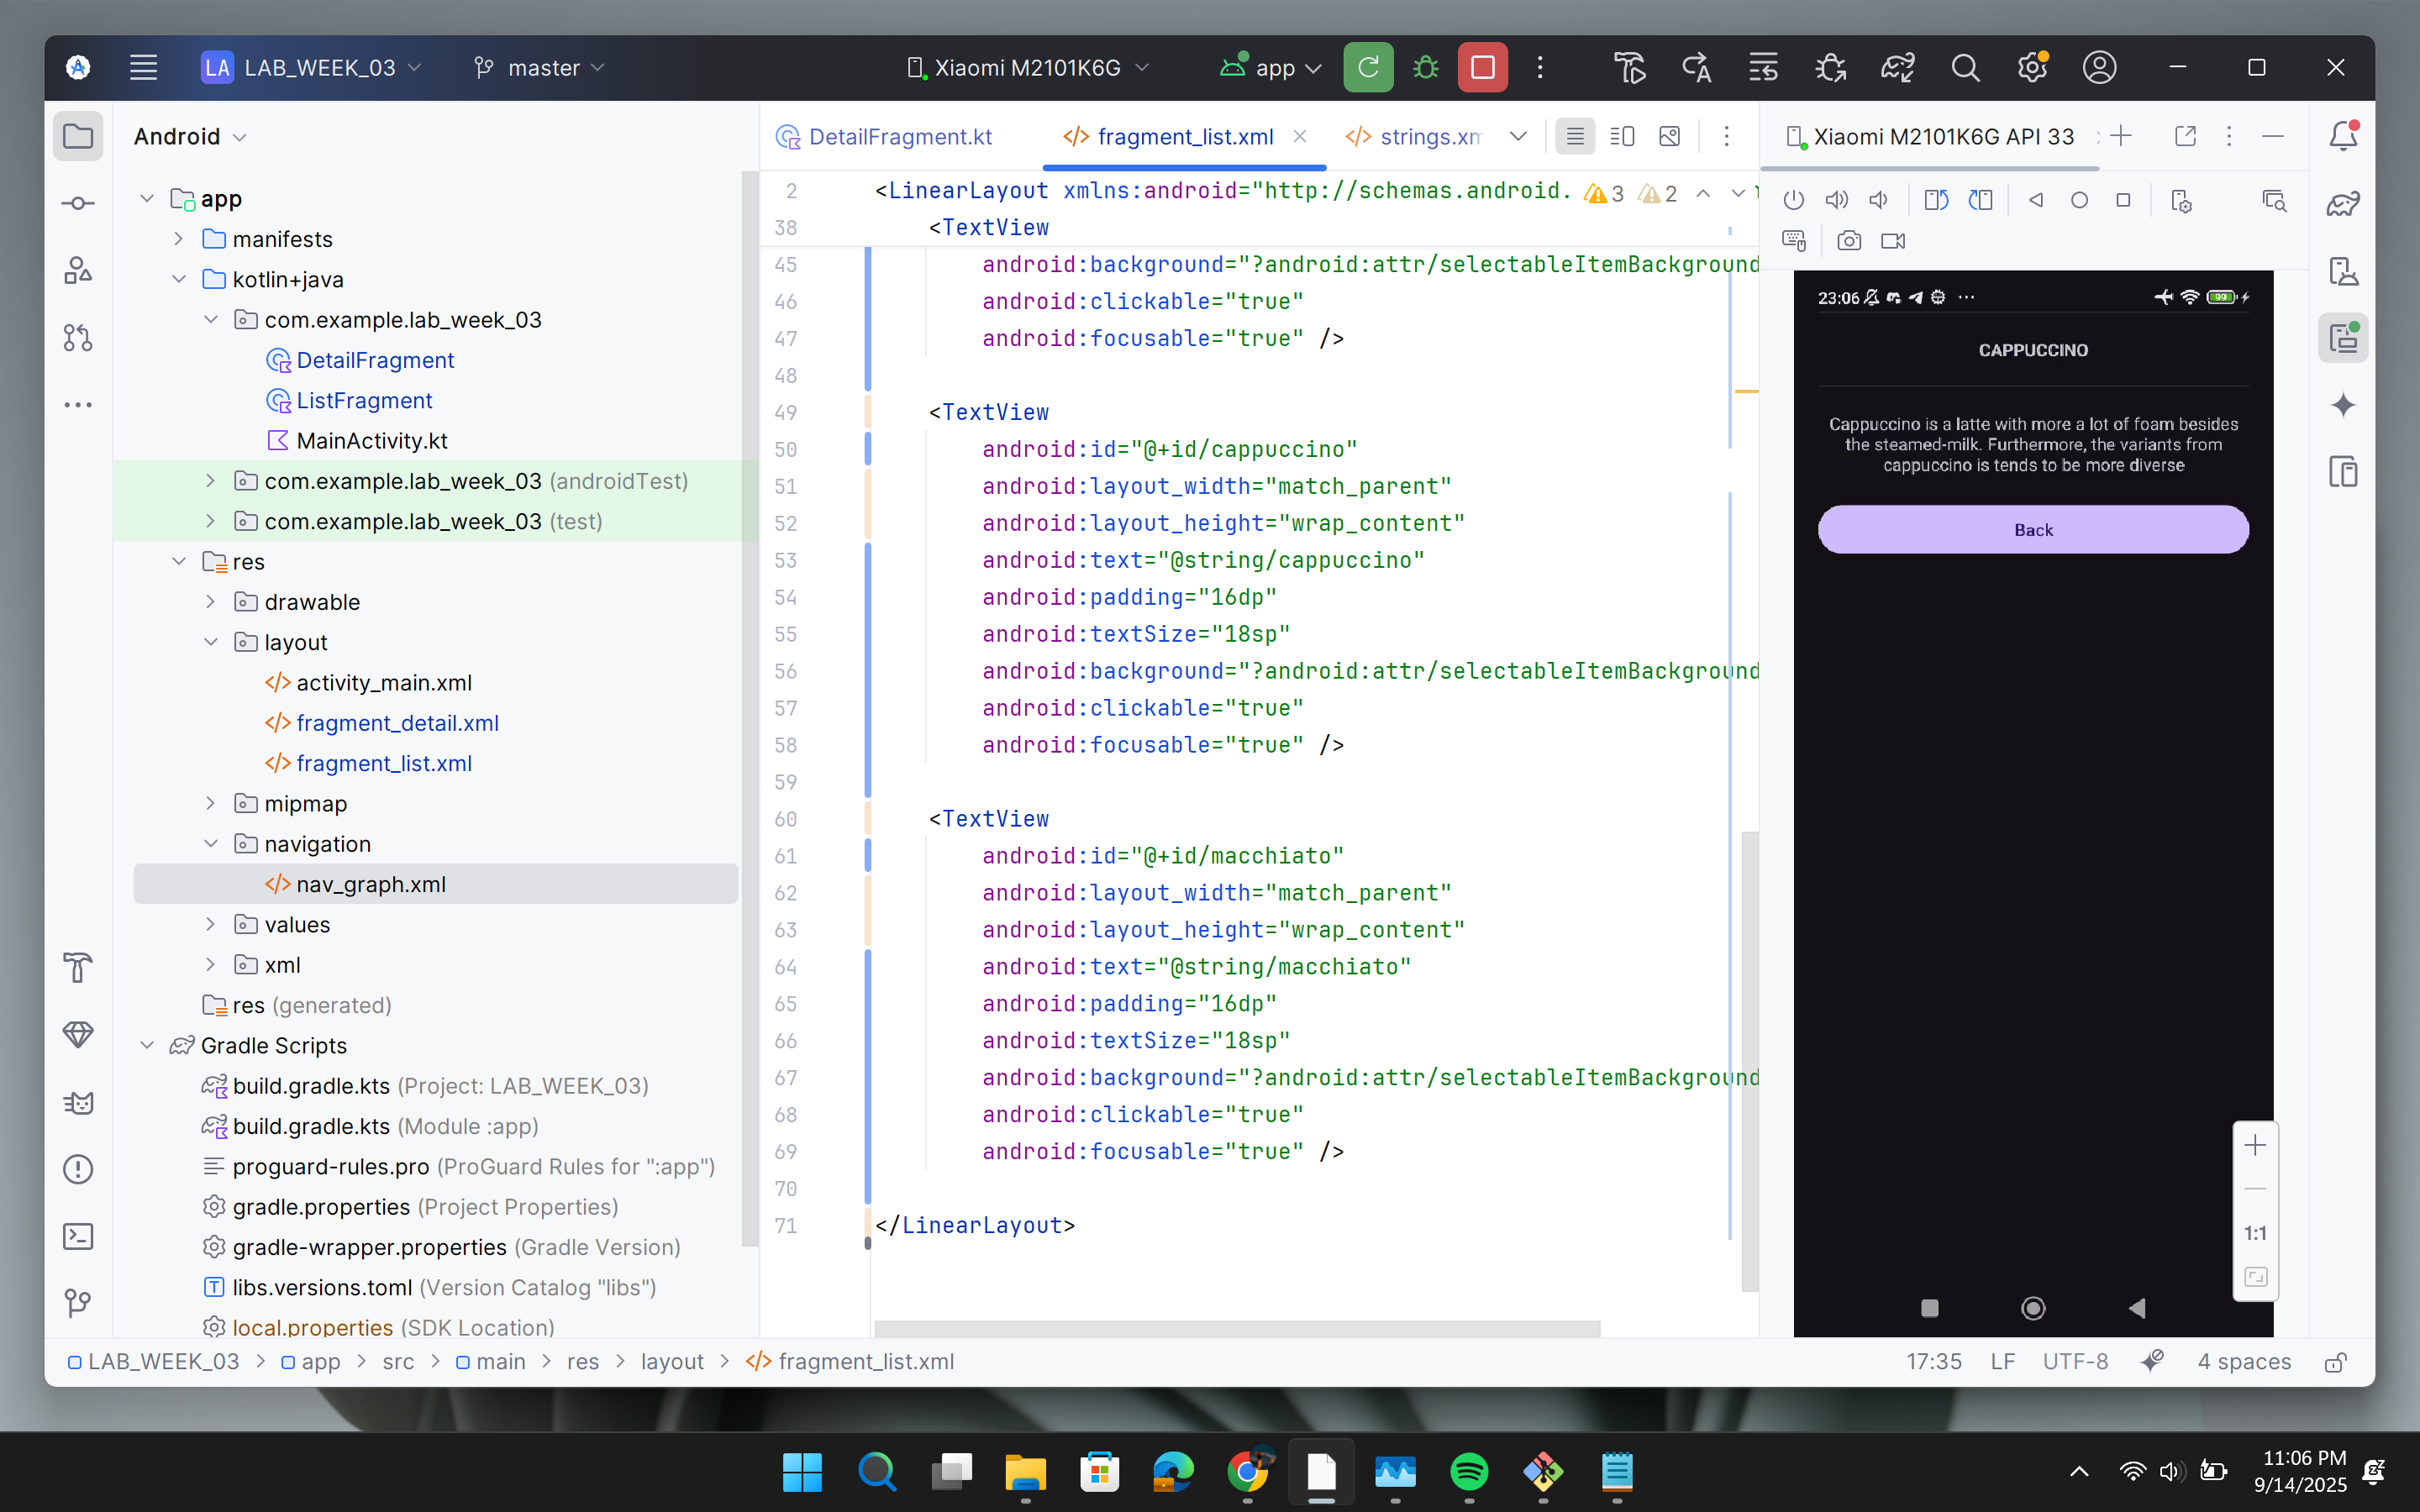 LA LAB_WEEK_03 master Xiaomi M2101K6G app
Android
app
manifests
kotlin+java
com.example.lab_week_03
DetailFragment
ListFragment
MainActivity.kt
com.example.lab_week_03 (androidTest)
com.example.lab_week_03 (test)
res
drawable
layout
activity_main.xml
fragment_detail.xml
fragment_list.xml
mipmap
navigation
nav_graph.xml
values
xml
res (generated)
Gradle Scripts
build.gradle.kts (Project: LAB_WEEK_03)
build.gradle.kts (Module :app)
proguard-rules.pro (ProGuard Rules for ":app")
gradle.properties (Project Properties)
gradle-wrapper.properties (Gradle Version)
libs.versions.toml (Version Catalog "libs")
local.properties (SDK Location)
DetailFragment.kt fragment_list.xml strings.xm
2 <LinearLayout xmlns:android="http://schemas.android. 3 2
38 <TextView
45 android:background="?android:attr/selectableItemBackground
46 android:clickable="true"
47 android:focusable="true" />
48
49 <TextView
50 android:id="@+id/cappuccino"
51 android:layout_width="match_parent"
52 android:layout_height="wrap_content"
53 android:text="@string/cappuccino"
54 android:padding="16dp"
55 android:textSize="18sp"
56 android:background="?android:attr/selectableItemBackground
57 android:clickable="true"
58 android:focusable="true" />
59
60 <TextView
61 android:id="@+id/macchiato"
62 android:layout_width="match_parent"
63 android:layout_height="wrap_content"
64 android:text="@string/macchiato"
65 android:padding="16dp"
66 android:textSize="18sp"
67 android:background="?android:attr/selectableItemBackground
68 android:clickable="true"
69 android:focusable="true" />
70
71 </LinearLayout>
Xiaomi M2101K6G API 33
23:06 99
CAPPUCCINO
Cappuccino is a latte with more a lot of foam besides
the steamed-milk. Furthermore, the variants from
cappuccino is tends to be more diverse
Back
1:1
LAB_WEEK_03 > app > src > main > res > layout > fragment_list.xml
17:35 LF UTF-8 4 spaces
11:06 PM
9/14/2025